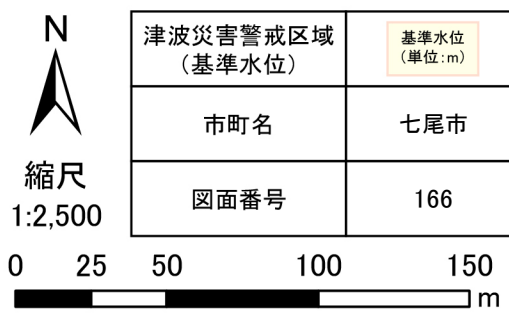 N
縮尺
1:2,500
津波災害警戒区域
（基準水位）
基準水位
（単位:m）
市町名
七尾市
図面番号
166
0 25 50 100 150
m